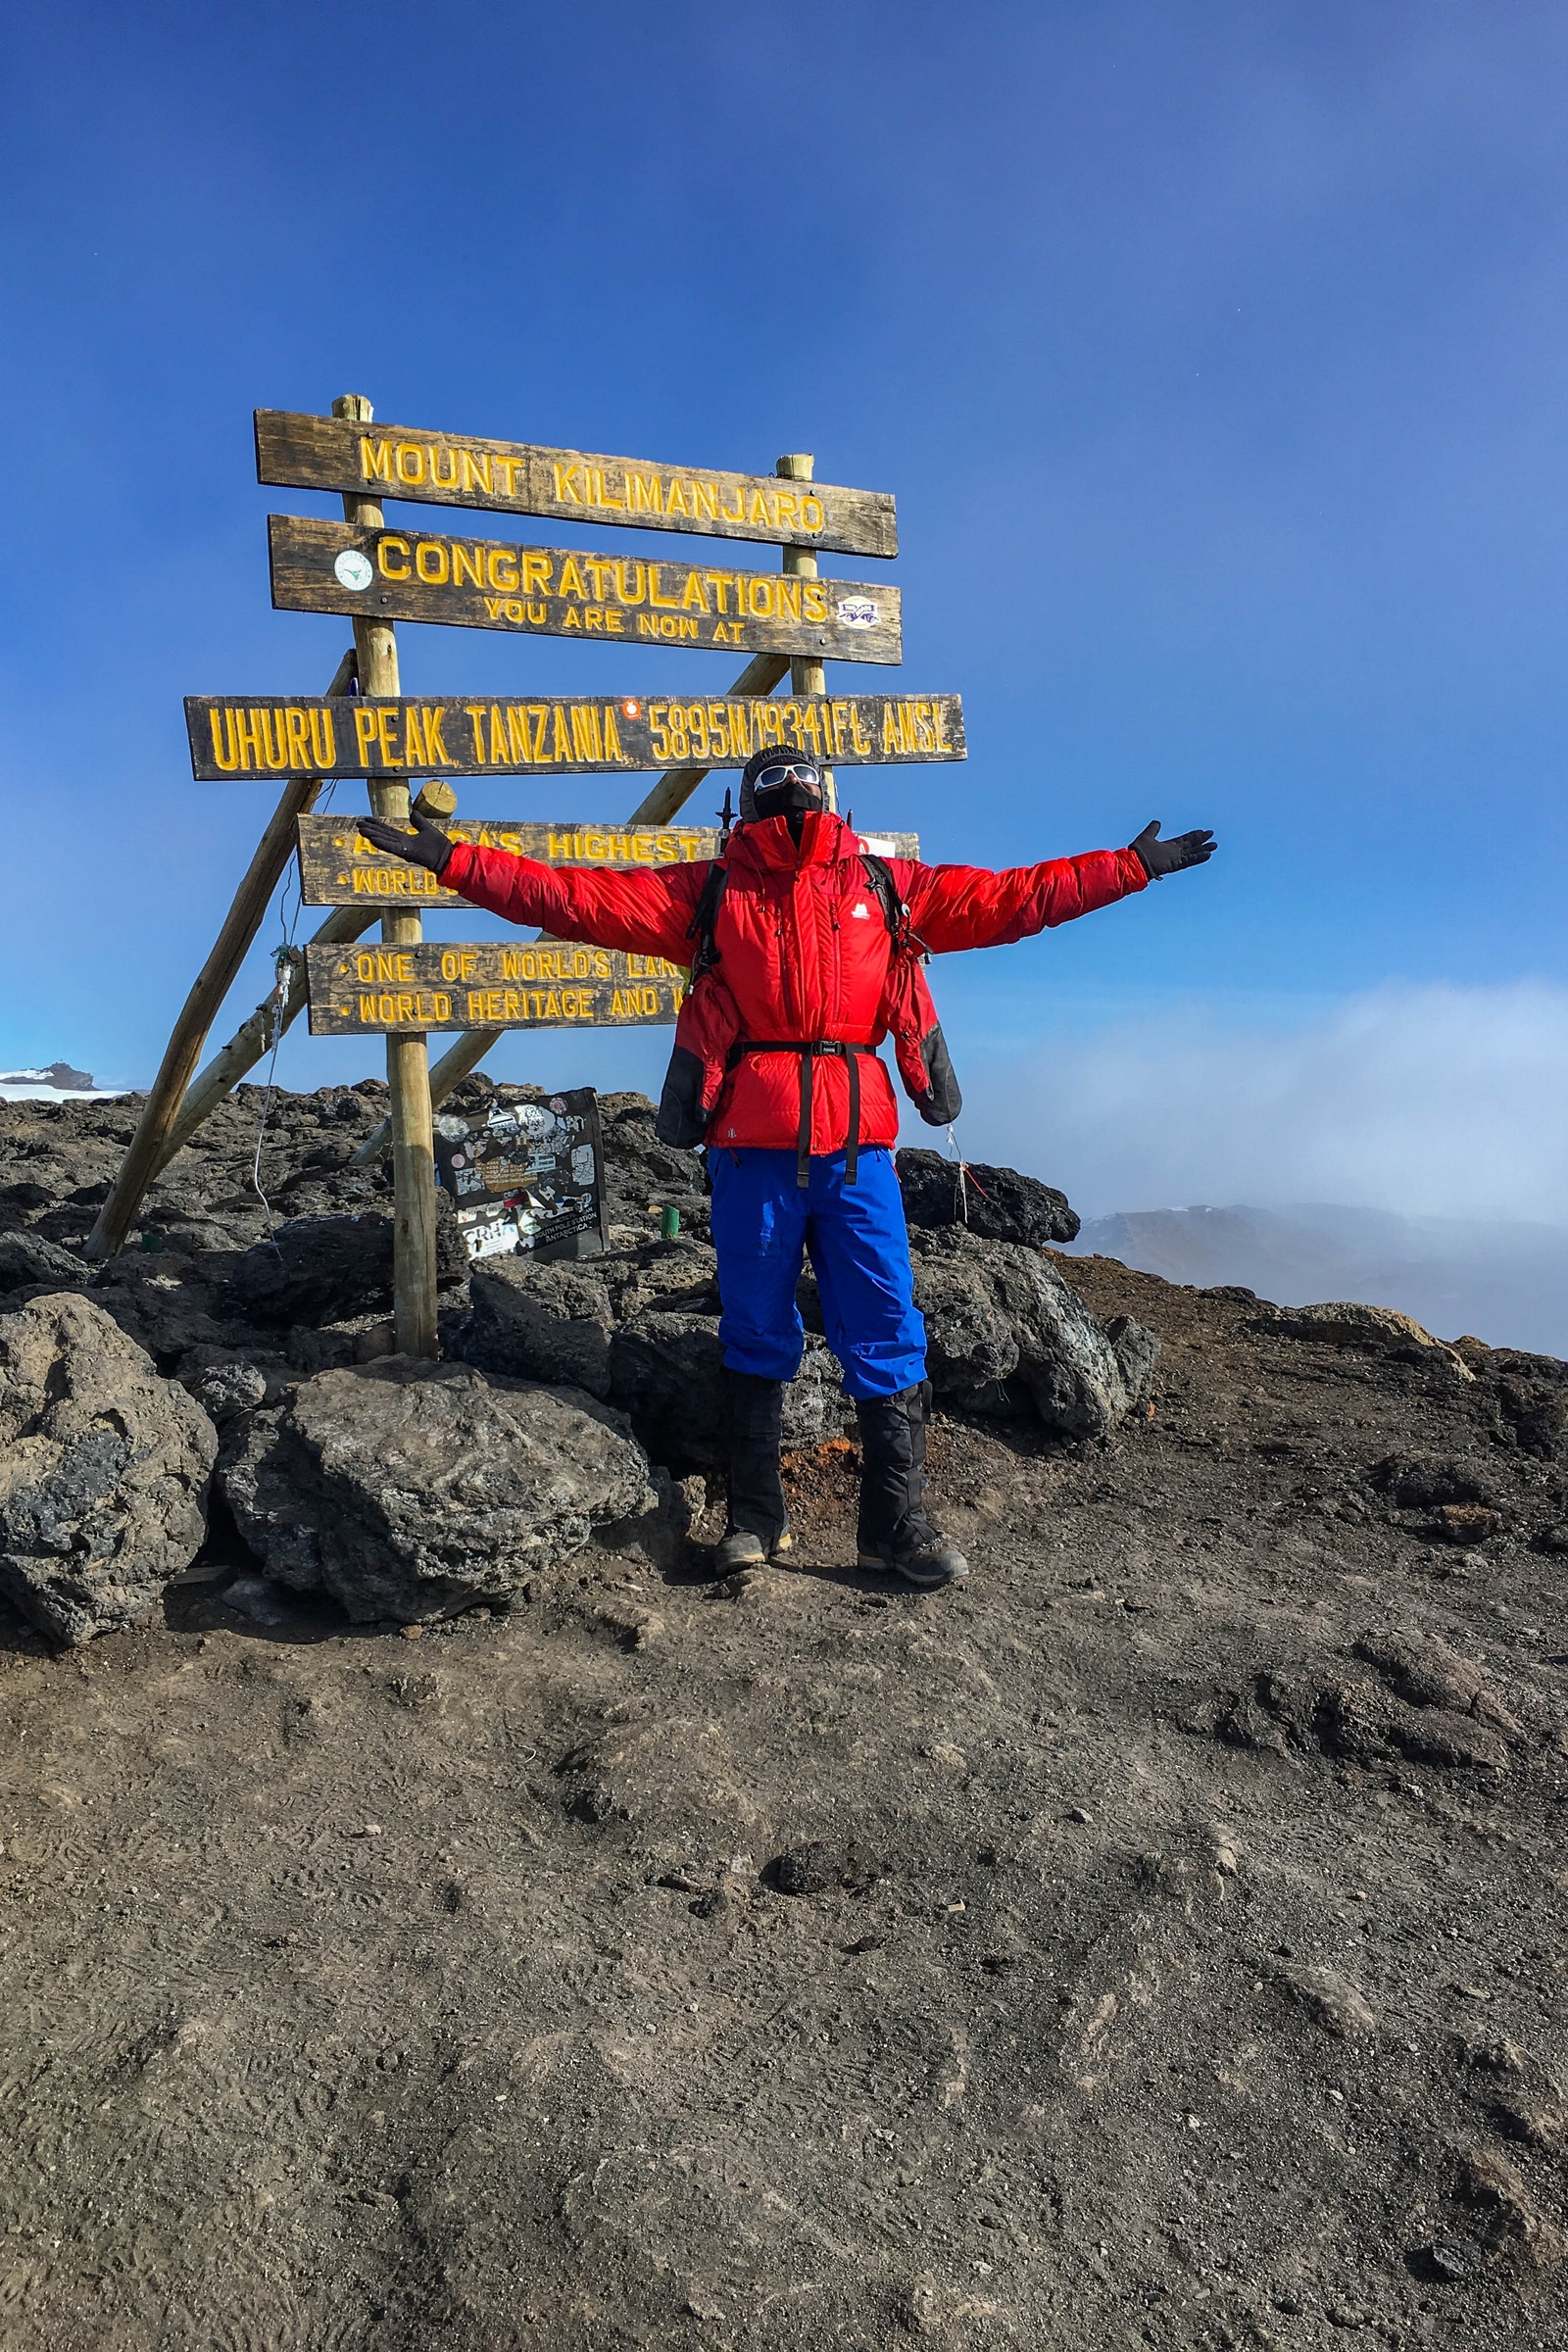 MOUNT KILIMANJARO
CONGRATULATIONS
YOU ARE NOW AT
UHURU PEAK, TANZANIA, 5895M/19341FT, AMSL
HIGHEST
• WORLD
• ONE OF WORLD'S
• WORLD HERITAGE AND